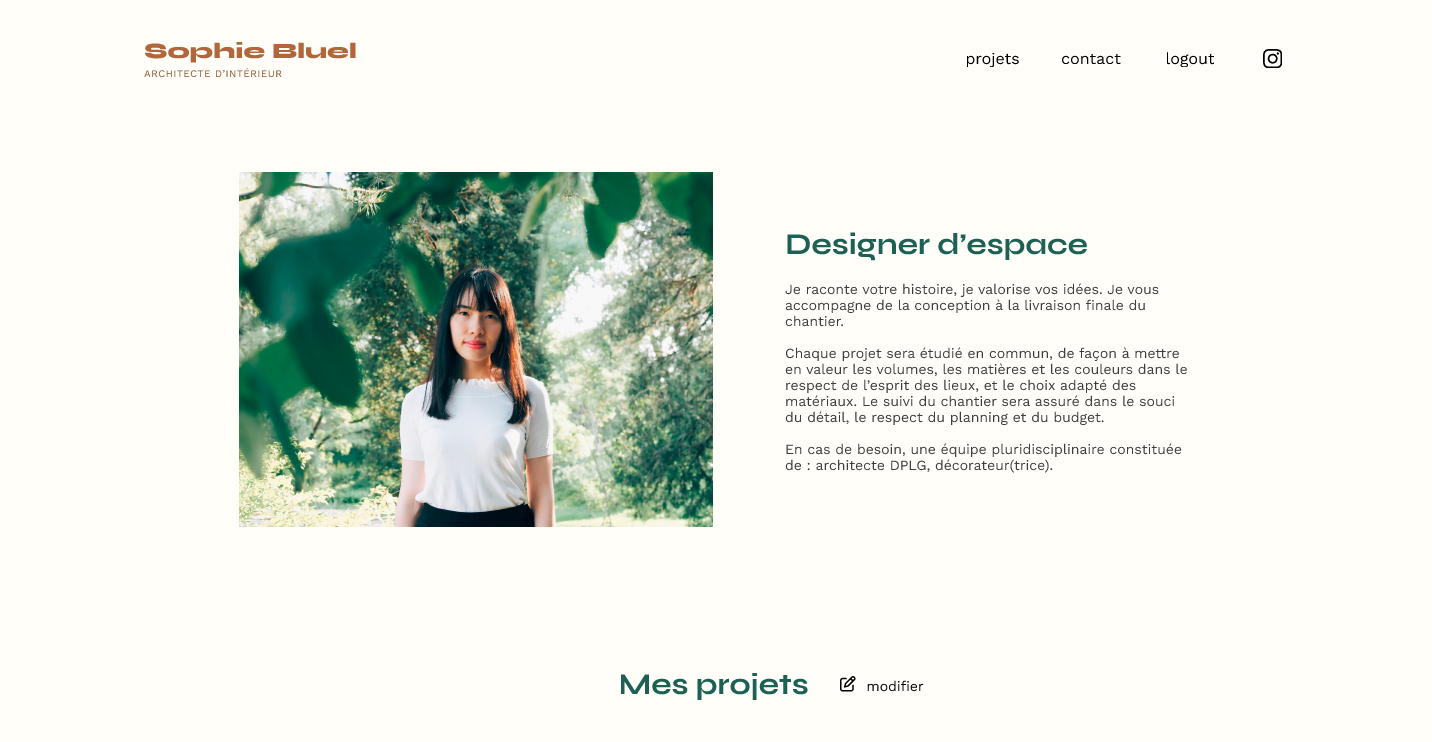 Sophie Bluel
ARCHITECTE D’INTÉRIEUR
projets
contact
logout
Designer d’espace
Je raconte votre histoire, je valorise vos idées. Je vous
accompagne de la conception à la livraison finale du
chantier.
Chaque projet sera étudié en commun, de façon à mettre
en valeur les volumes, les matières et les couleurs dans le
respect de l’esprit des lieux, et le choix adapté des
matériaux. Le suivi du chantier sera assuré dans le souci
du détail, le respect du planning et du budget.
En cas de besoin, une équipe pluridisciplinaire constituée
de : architecte DPLG, décorateur(trice).
Mes projets
modifier